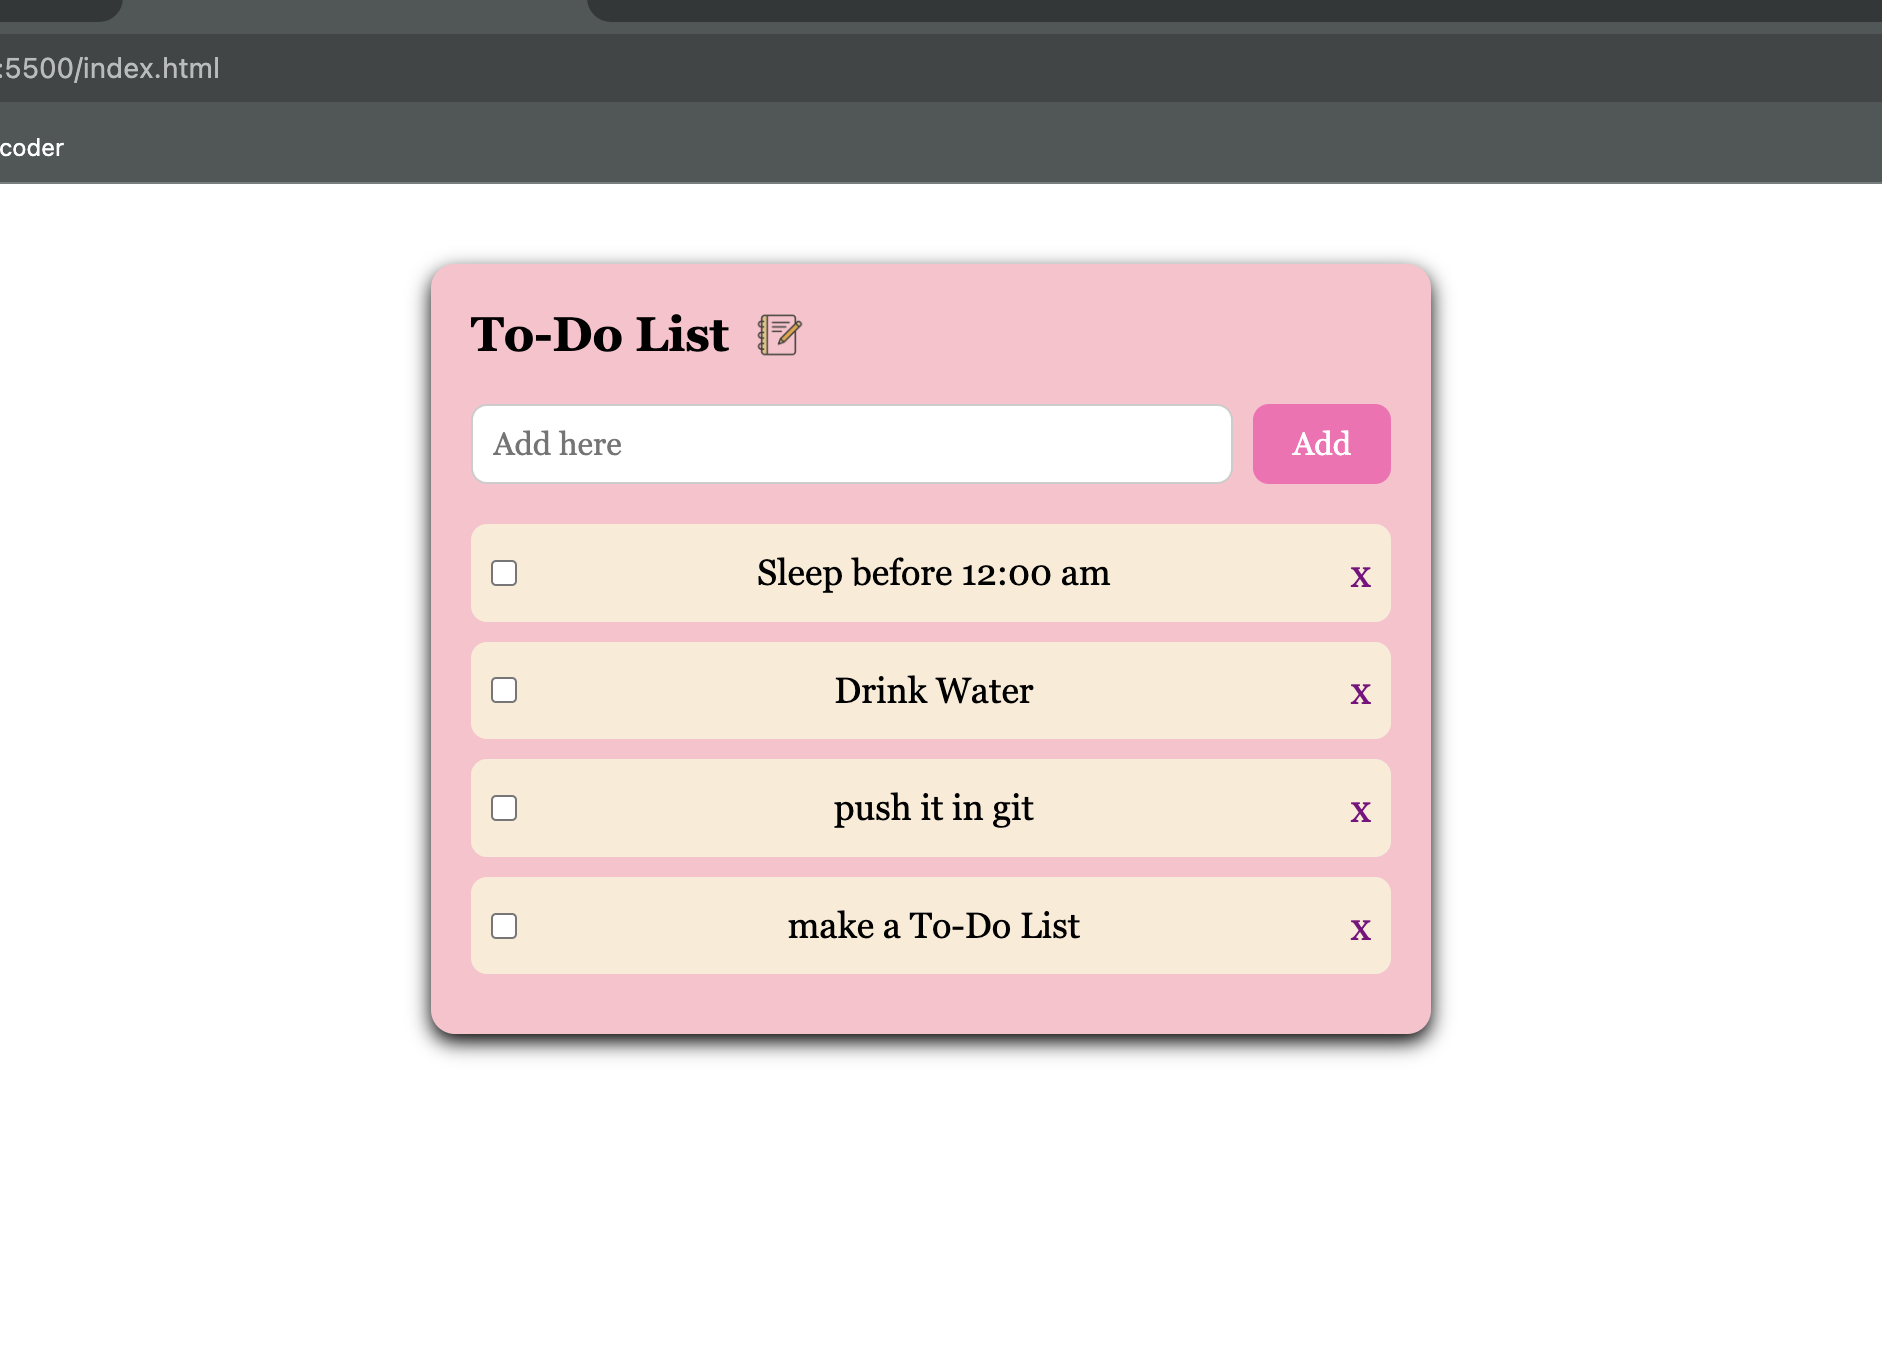 :5500/index.html
coder
To-Do List
Add here
Add
Sleep before 12:00 am
x
Drink Water
x
push it in git
x
make a To-Do List
x